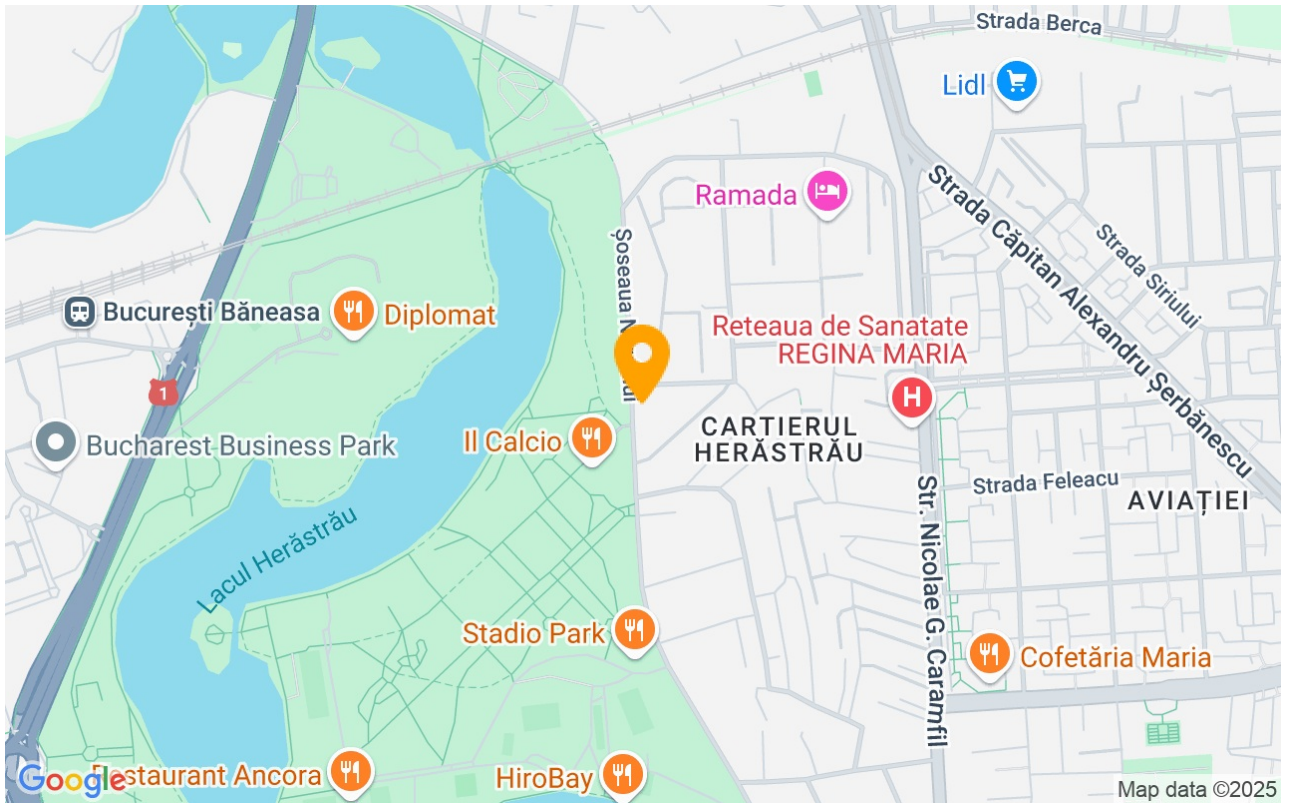 Strada Berca
Lidl
Ramada
Strada Căpitan Alexandru Șerbănescu
Strada Siriului
Șoseaua
București Băneasa
Diplomat
Reteaua de Sanatate
REGINA MARIA
H
1
Bucharest Business Park
Il Calcio
CARTIERUL
HERĂSTRĂU
Strada Feleacu
AVIAȚIEI
Str. Nicolae G. Caramfil
Lacul Herăstrău
Stadio Park
Cofetăria Maria
Google
Restaurant Ancora
HiroBay
Map data ©2025